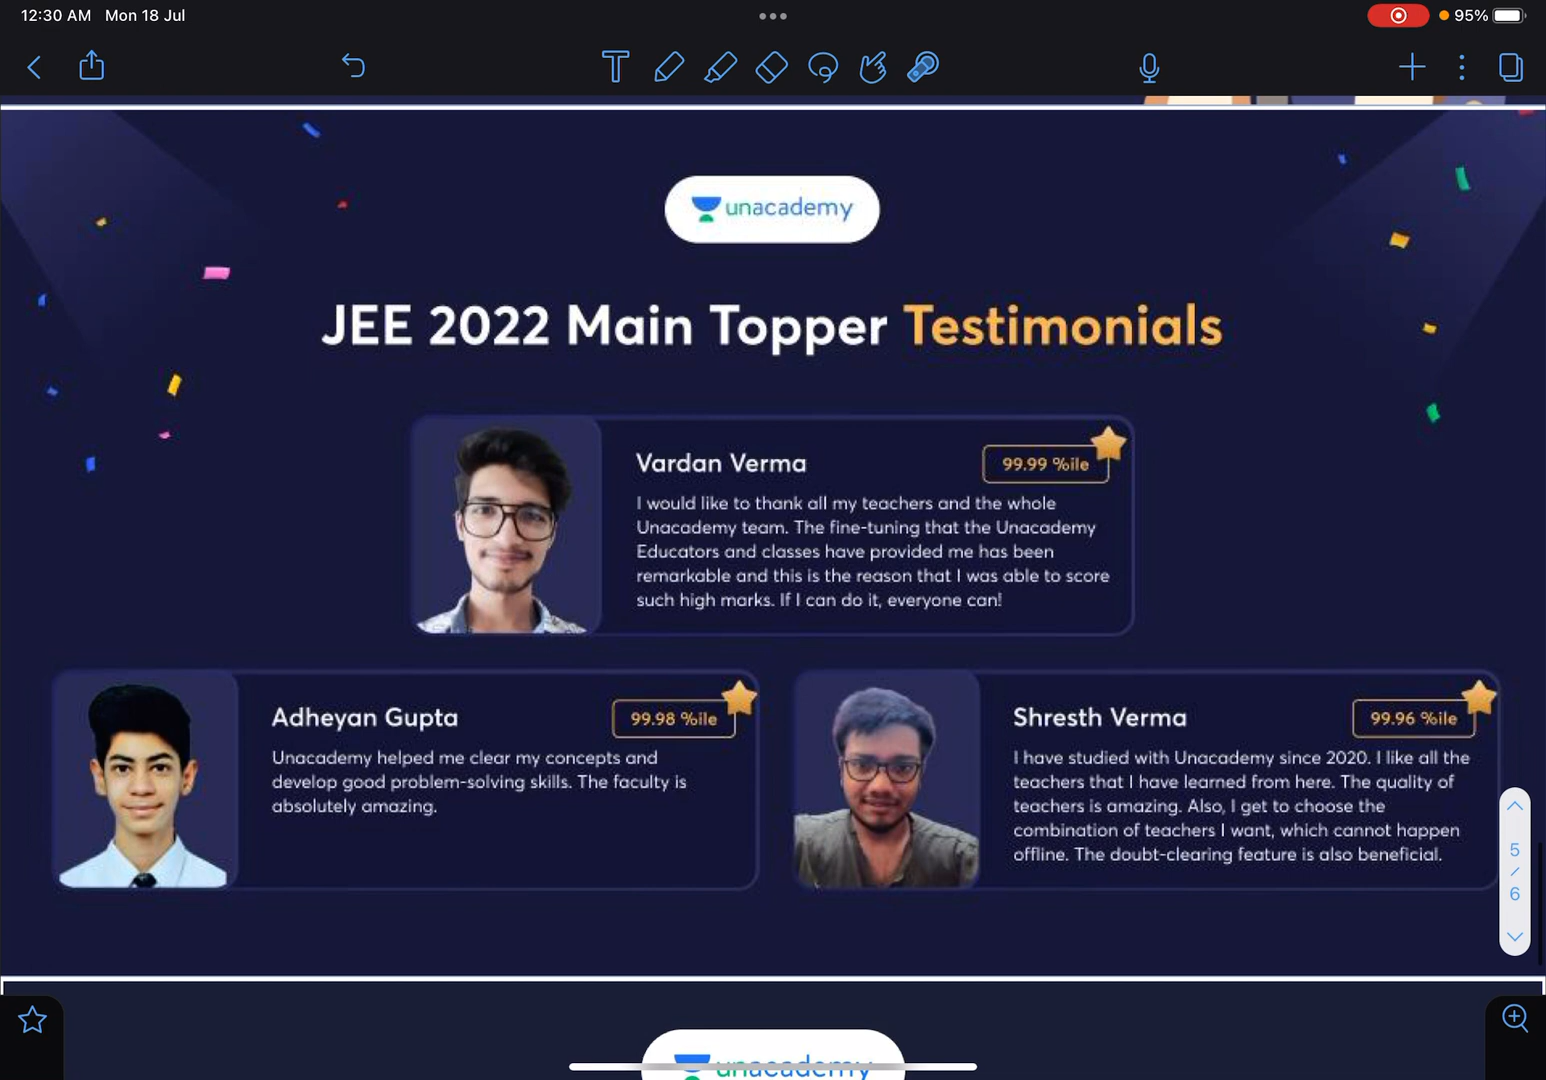 12:30 AM Mon 18 Jul
95%
unacademy
JEE 2022 Main Topper Testimonials
Vardan Verma
99.99 %ile
I would like to thank all my teachers and the whole
Unacademy team. The fine-tuning that the Unacademy
Educators and classes have provided me has been
remarkable and this is the reason that I was able to score
such high marks. If I can do it, everyone can!
Adheyan Gupta
99.98 %ile
Unacademy helped me clear my concepts and
develop good problem-solving skills. The faculty is
absolutely amazing.
Shresth Verma
99.96 %ile
I have studied with Unacademy since 2020. I like all the
teachers that I have learned from here. The quality of
teachers is amazing. Also, I get to choose the
combination of teachers I want, which cannot happen
offline. The doubt-clearing feature is also beneficial.
5
/
6
unacademy